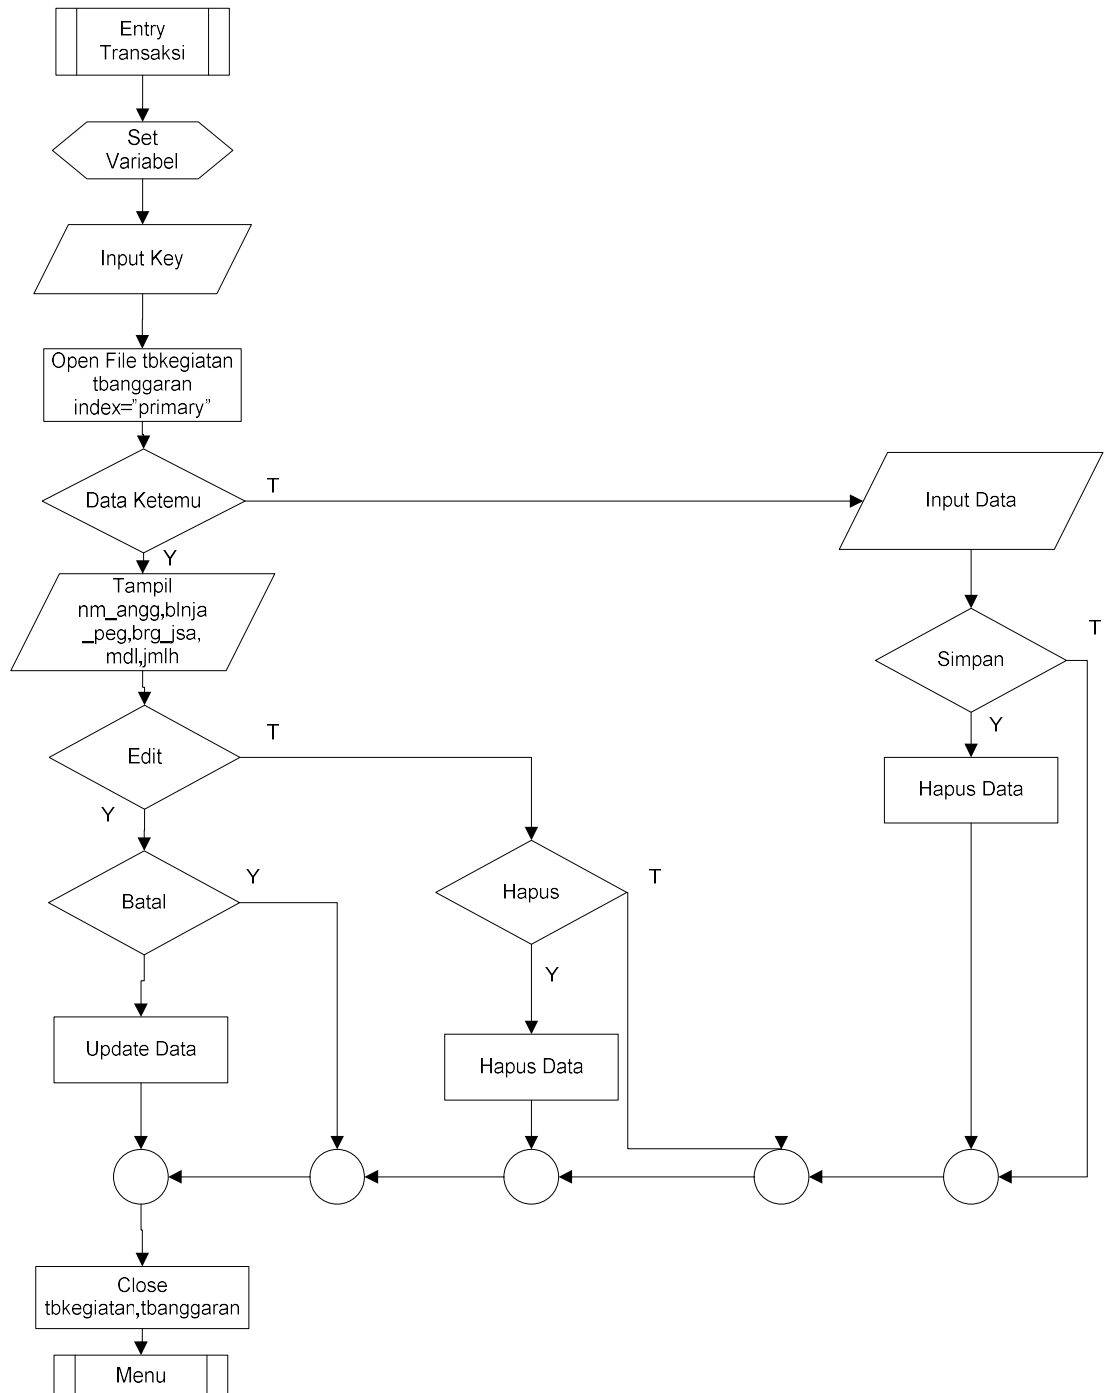 Entry
Transaksi
Set
Variabel
Input Key
Open File tbkegiatan
tbanggaran
index="primary"
Data Ketemu
T
Input Data
Y
Tampil
nm_angg,blnja
_peg,brg_jsa,
mdl,jmlh
Simpan
T
Y
Edit
T
Hapus Data
Y
Batal
Y
Hapus
T
Y
Update Data
Hapus Data
Close
tbkegiatan,tbanggaran
Menu